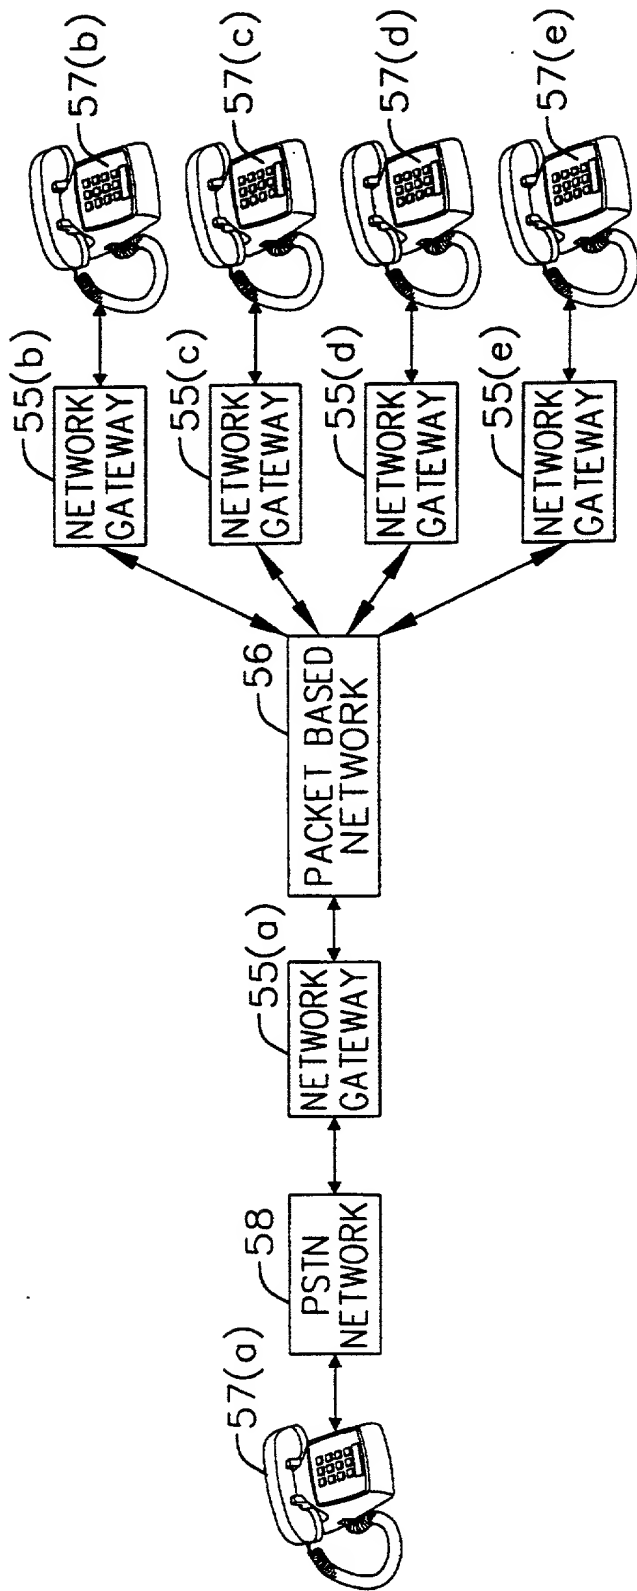 57(a)
58
PSTN
NETWORK
55(a)
NETWORK
GATEWAY
56
PACKET BASED
NETWORK
55(b)
NETWORK
GATEWAY
57(b)
55(c)
NETWORK
GATEWAY
57(c)
55(d)
NETWORK
GATEWAY
57(d)
55(e)
NETWORK
GATEWAY
57(e)